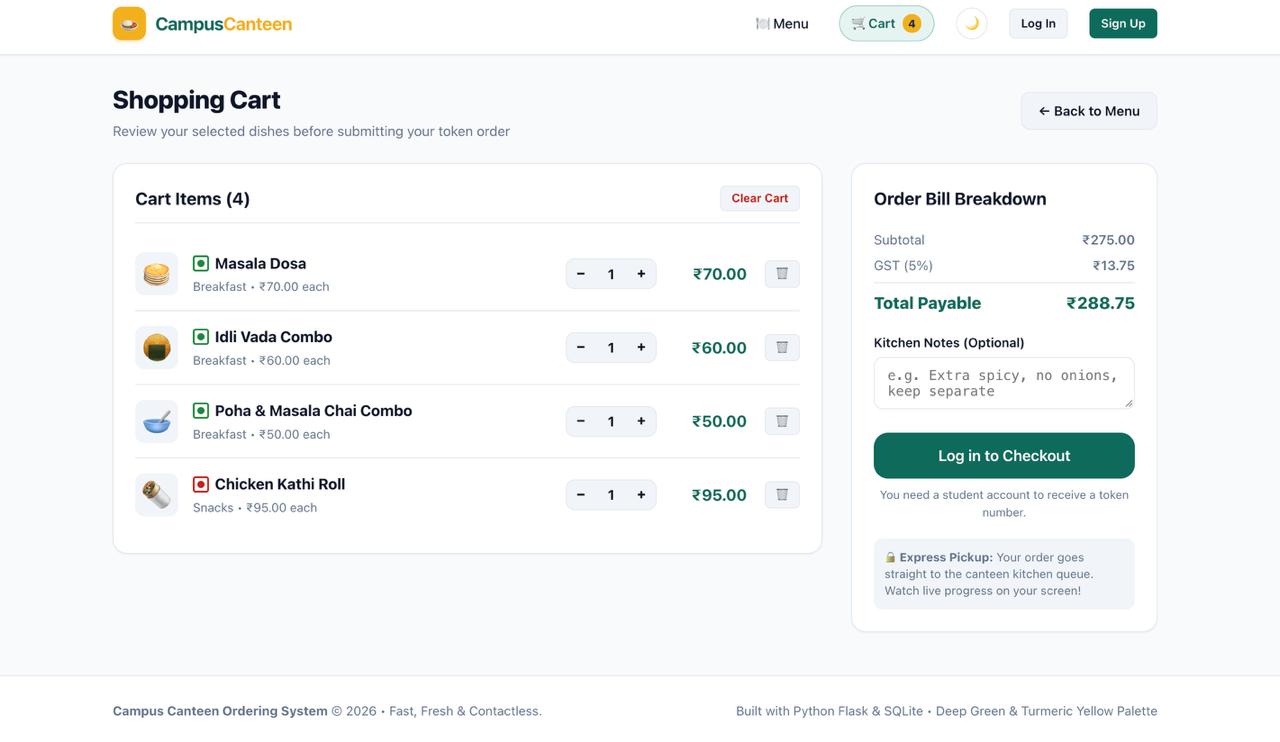 CampusCanteen
Menu
Cart 4
Log In
Sign Up
Shopping Cart
Review your selected dishes before submitting your token order
← Back to Menu
Cart Items (4)
Clear Cart
Masala Dosa
Breakfast • ₹70.00 each
− 1 +
₹70.00
Idli Vada Combo
Breakfast • ₹60.00 each
− 1 +
₹60.00
Poha & Masala Chai Combo
Breakfast • ₹50.00 each
− 1 +
₹50.00
Chicken Kathi Roll
Snacks • ₹95.00 each
− 1 +
₹95.00
Order Bill Breakdown
Subtotal ₹275.00
GST (5%) ₹13.75
Total Payable ₹288.75
Kitchen Notes (Optional)
e.g. Extra spicy, no onions,
keep separate
Log in to Checkout
You need a student account to receive a token
number.
Express Pickup: Your order goes
straight to the canteen kitchen queue.
Watch live progress on your screen!
Campus Canteen Ordering System © 2026 • Fast, Fresh & Contactless.
Built with Python Flask & SQLite • Deep Green & Turmeric Yellow Palette